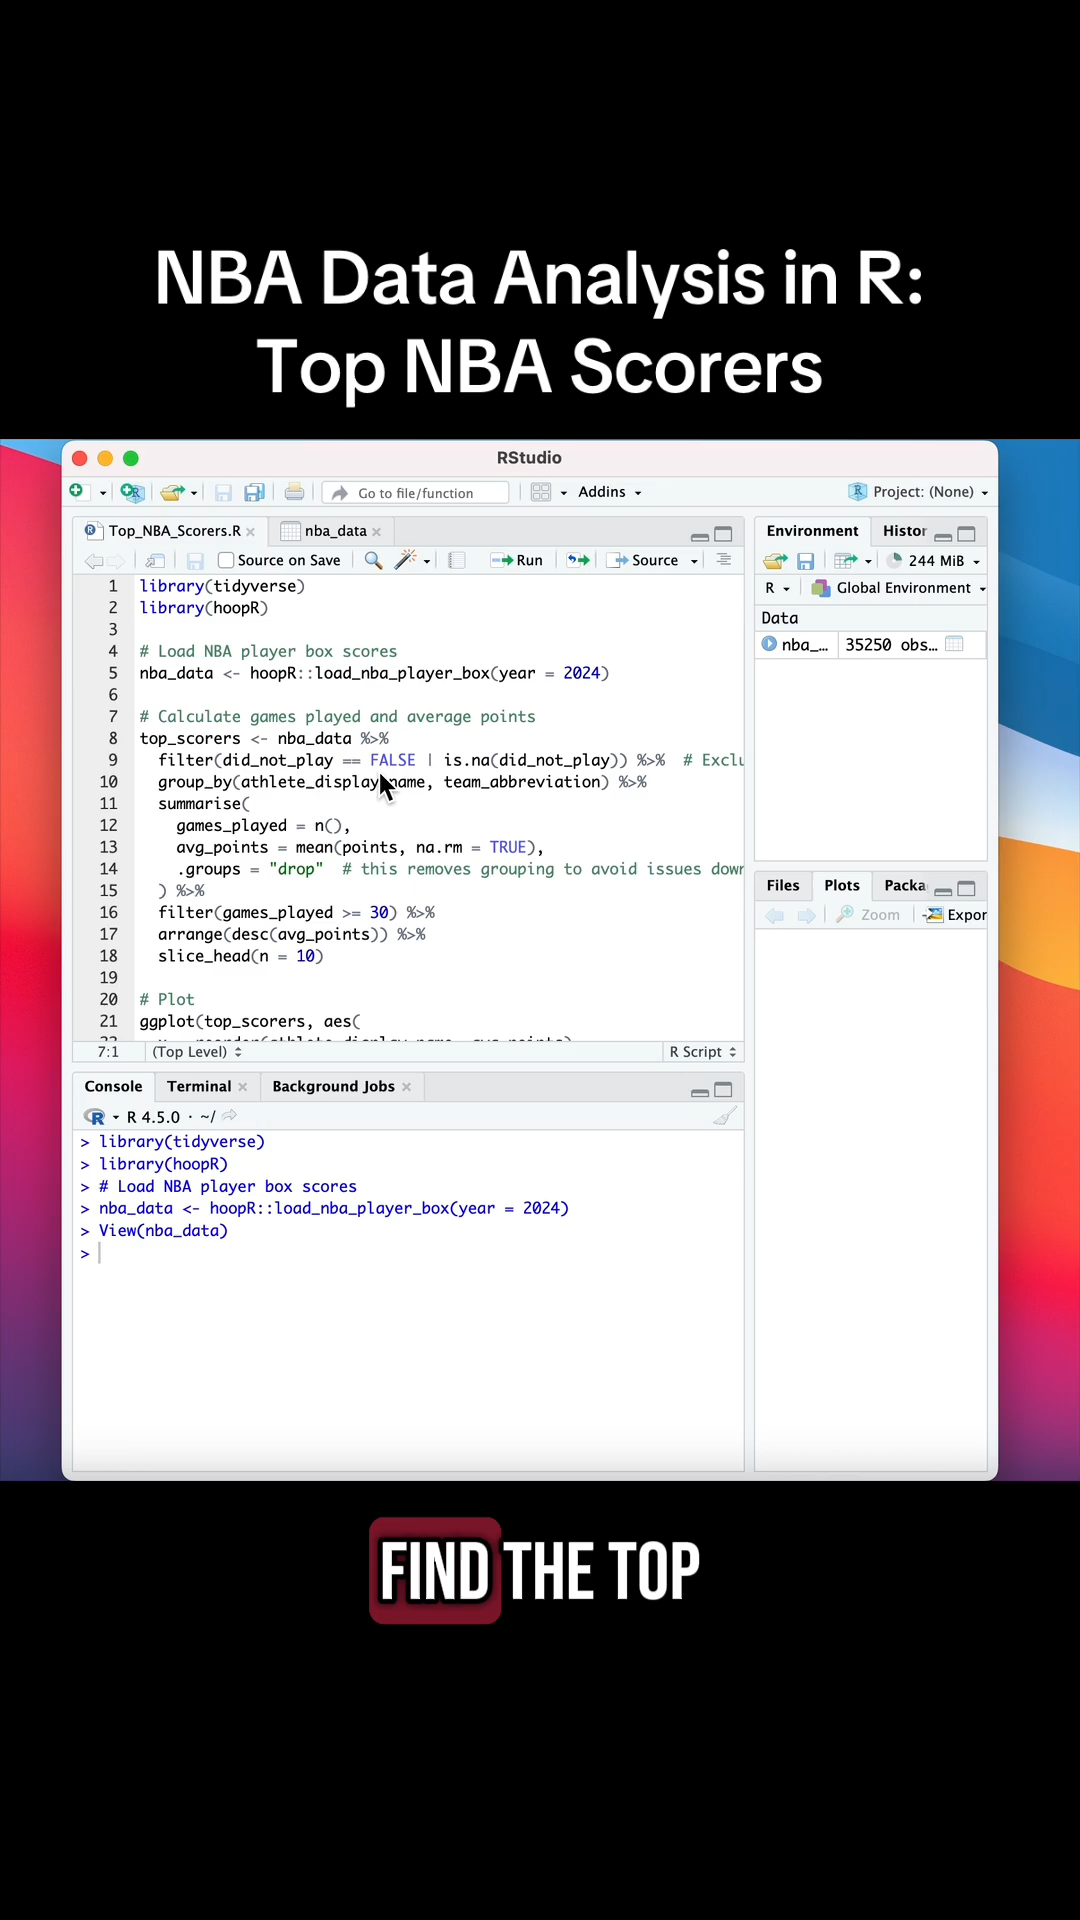 NBA Data Analysis in R:
Top NBA Scorers
RStudio
Go to file/function
Addins
Project: (None)
Top_NBA_Scorers.R
nba_data
Source on Save
Run
Source
1 library(tidyverse)
2 library(hoopR)
3
4 # Load NBA player box scores
5 nba_data <- hoopR::load_nba_player_box(year = 2024)
6
7 # Calculate games played and average points
8 top_scorers <- nba_data %>%
9 filter(did_not_play == FALSE | is.na(did_not_play)) %>% # Exclu
10 group_by(athlete_display_name, team_abbreviation) %>%
11 summarise(
12 games_played = n(),
13 avg_points = mean(points, na.rm = TRUE),
14 .groups = "drop" # this removes grouping to avoid issues down
15 ) %>%
16 filter(games_played >= 30) %>%
17 arrange(desc(avg_points)) %>%
18 slice_head(n = 10)
19
20 # Plot
21 ggplot(top_scorers, aes(
7:1 (Top Level) R Script
Environment Histor
244 MiB
R Global Environment
Data
nba_... 35250 obs...
Files Plots Packa
Zoom Expor
Console Terminal Background Jobs
R 4.5.0 · ~/
> library(tidyverse)
> library(hoopR)
> # Load NBA player box scores
> nba_data <- hoopR::load_nba_player_box(year = 2024)
> View(nba_data)
>
FIND THE TOP